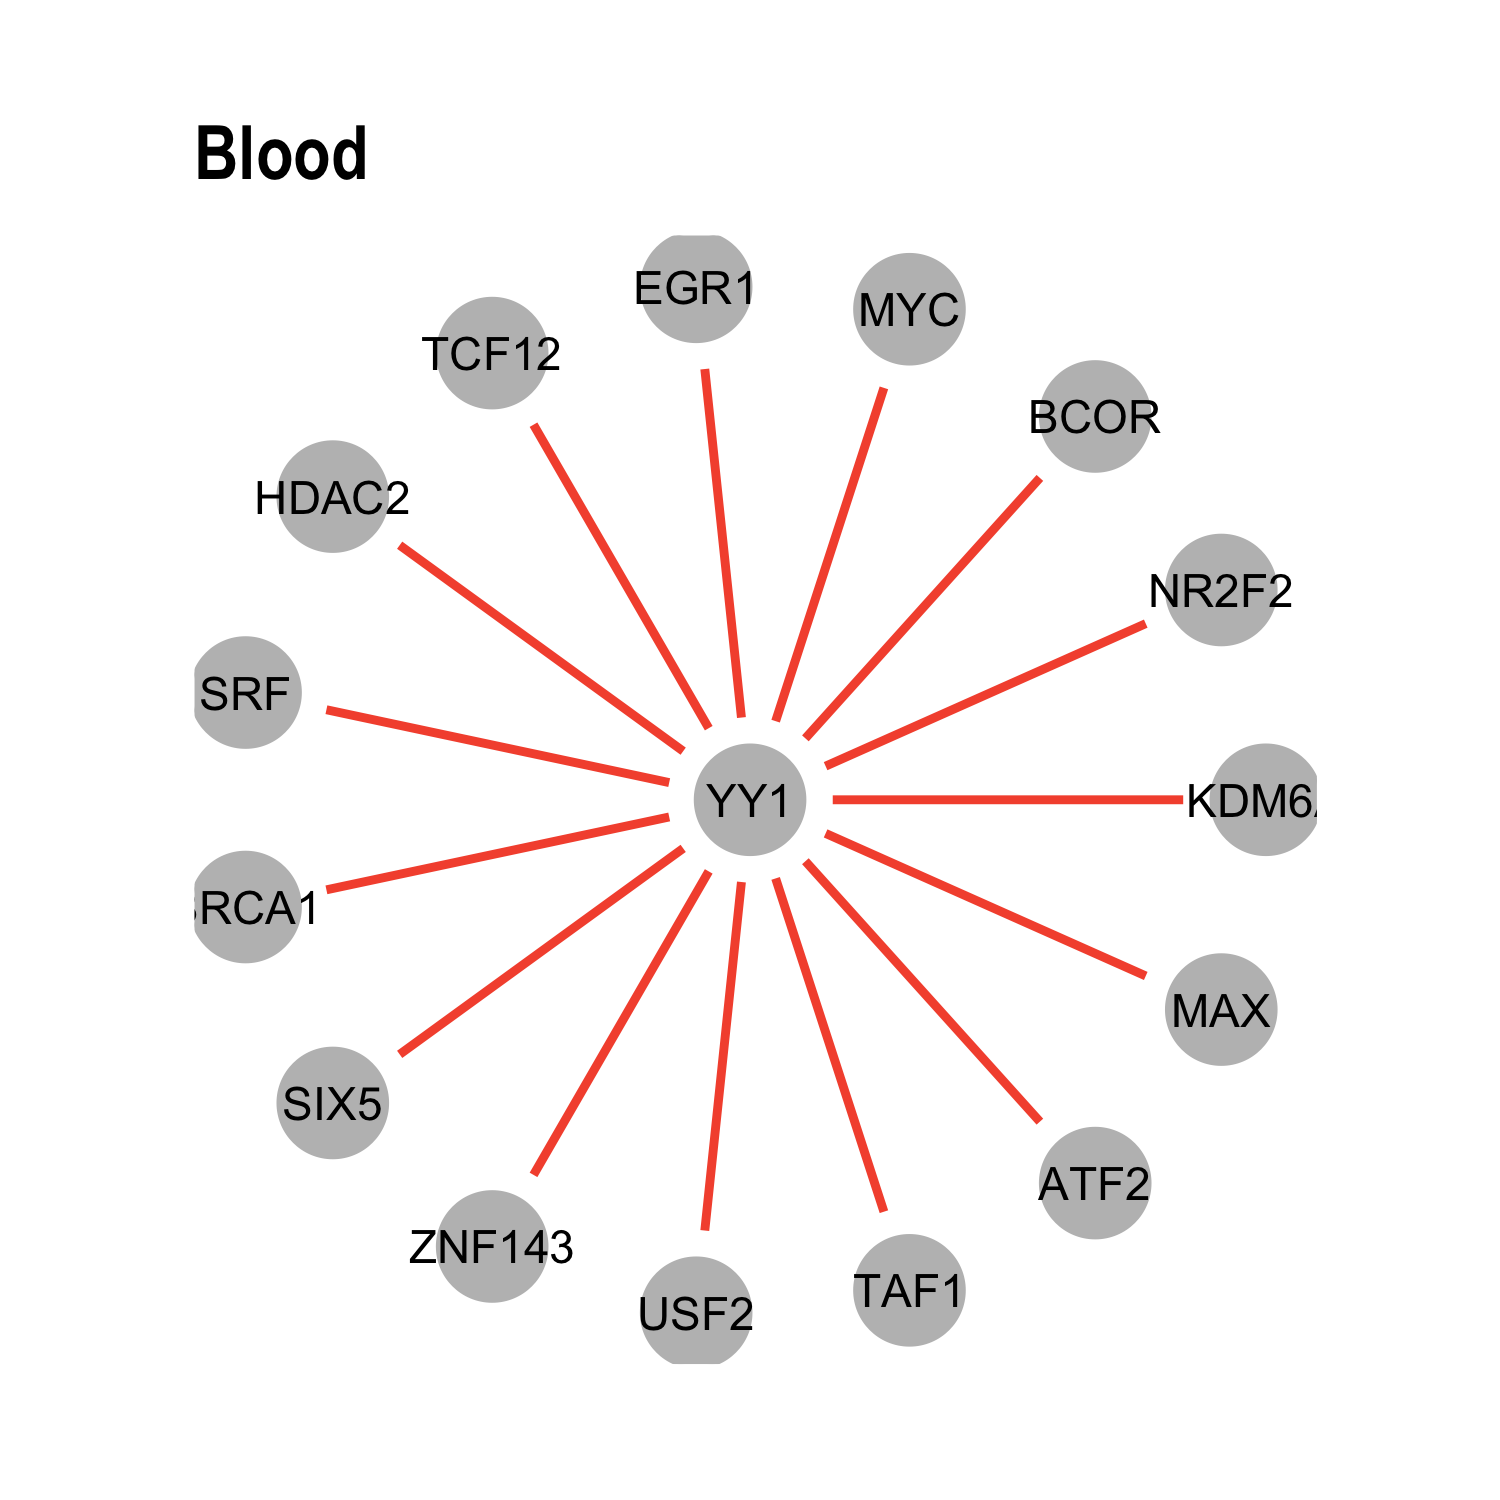 Blood
EGR1
MYC
TCF12
BCOR
HDAC2
NR2F2
SRF
YY1
KDM6
RCA1
MAX
SIX5
ATF2
ZNF143
TAF1
USF2